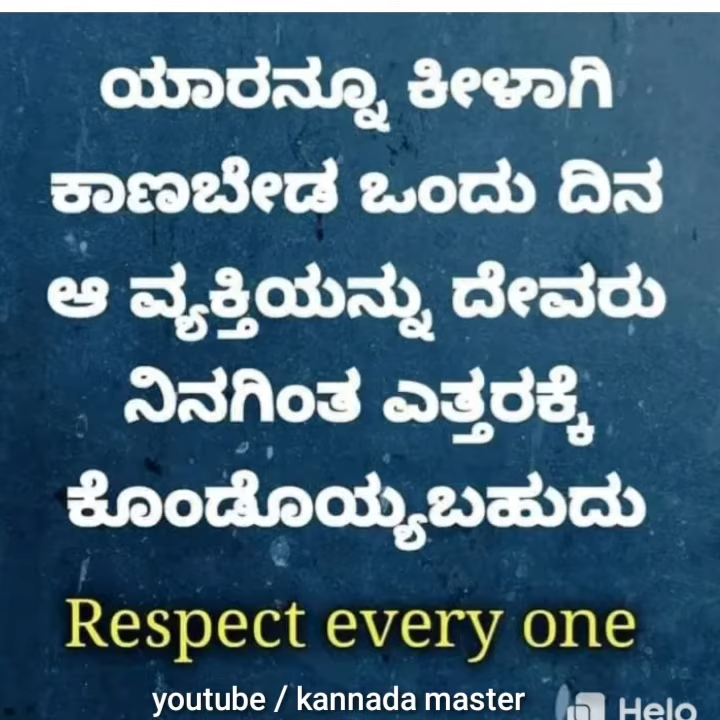 ಯಾರನ್ನೂ ಕೀಳಾಗಿ
ಕಾಣಬೇಡ ಒಂದು ದಿನ
ಆ ವ್ಯಕ್ತಿಯನ್ನು ದೇವರು
ನಿನಗಿಂತ ಎತ್ತರಕ್ಕೆ
ಕೊಂಡೊಯ್ಯಬಹುದು
Respect every one
youtube / kannada master
Helo